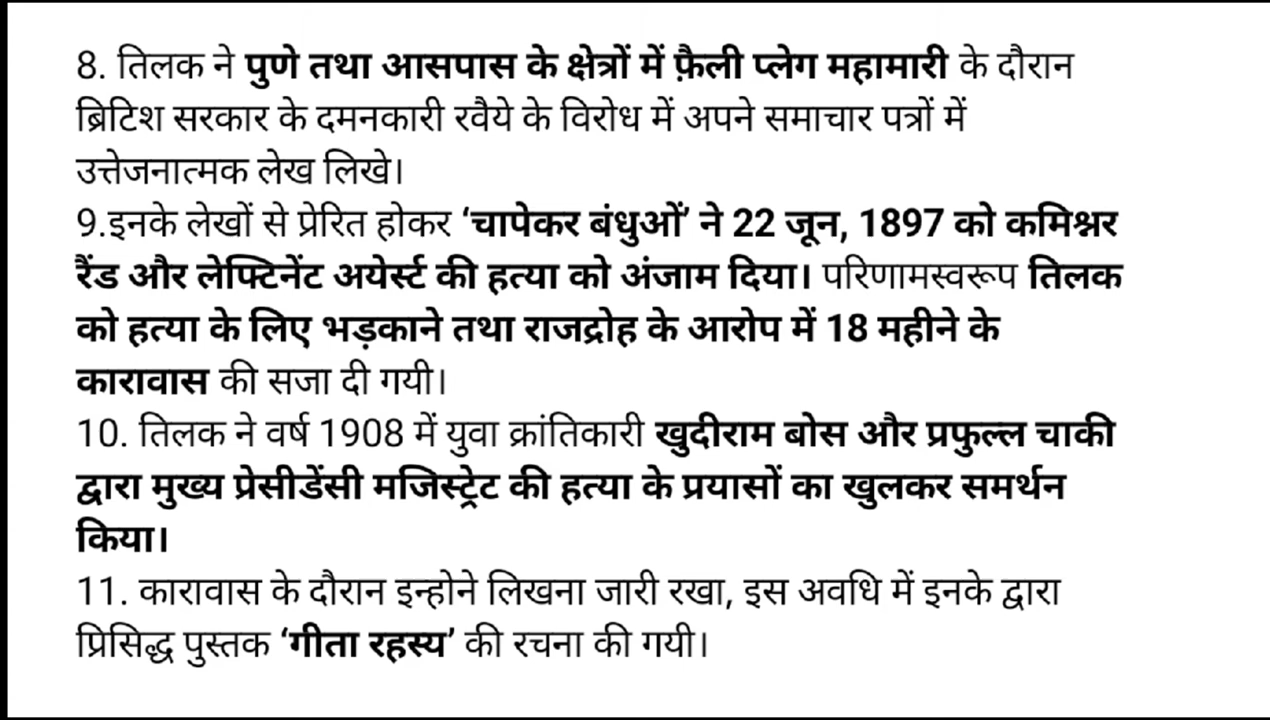 8. तिलक ने पुणे तथा आसपास के क्षेत्रों में फ़ैली प्लेग महामारी के दौरान
ब्रिटिश सरकार के दमनकारी रवैये के विरोध में अपने समाचार पत्रों में
उत्तेजनात्मक लेख लिखे।
9.इनके लेखों से प्रेरित होकर ‘चापेकर बंधुओं’ ने 22 जून, 1897 को कमिश्नर
रैंड और लेफ्टिनेंट अयेर्स्ट की हत्या को अंजाम दिया। परिणामस्वरूप तिलक
को हत्या के लिए भड़काने तथा राजद्रोह के आरोप में 18 महीने के
कारावास की सजा दी गयी।
10. तिलक ने वर्ष 1908 में युवा क्रांतिकारी खुदीराम बोस और प्रफुल्ल चाकी
द्वारा मुख्य प्रेसीडेंसी मजिस्ट्रेट की हत्या के प्रयासों का खुलकर समर्थन
किया।
11. कारावास के दौरान इन्होने लिखना जारी रखा, इस अवधि में इनके द्वारा
प्रिसिद्ध पुस्तक ‘गीता रहस्य’ की रचना की गयी।